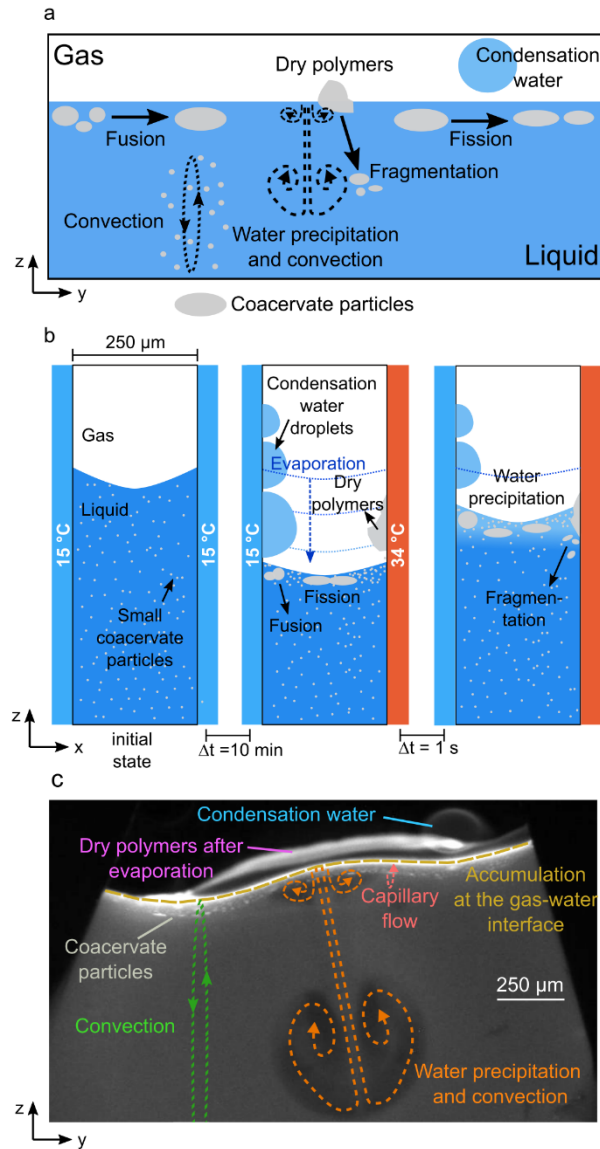 a
Gas
Dry polymers
Condensation
water
Fusion
Fission
Fragmentation
Convection
Water precipitation
and convection
Liquid
z
y
Coacervate particles
b
250 µm
Gas
Liquid
Small
coacervate
particles
15 °C
15 °C
z
x
initial
state
Δt =10 min
Condensation
water
droplets
Evaporation
Dry
polymers
Fission
Fusion
15 °C
34 °C
Δt = 1 s
Water
precipitation
Fragmen-
tation
c
Condensation water
Dry polymers after
evaporation
Accumulation
at the gas-water
interface
Capillary
flow
Coacervate
particles
Convection
250 µm
Water precipitation
and convection
z
y